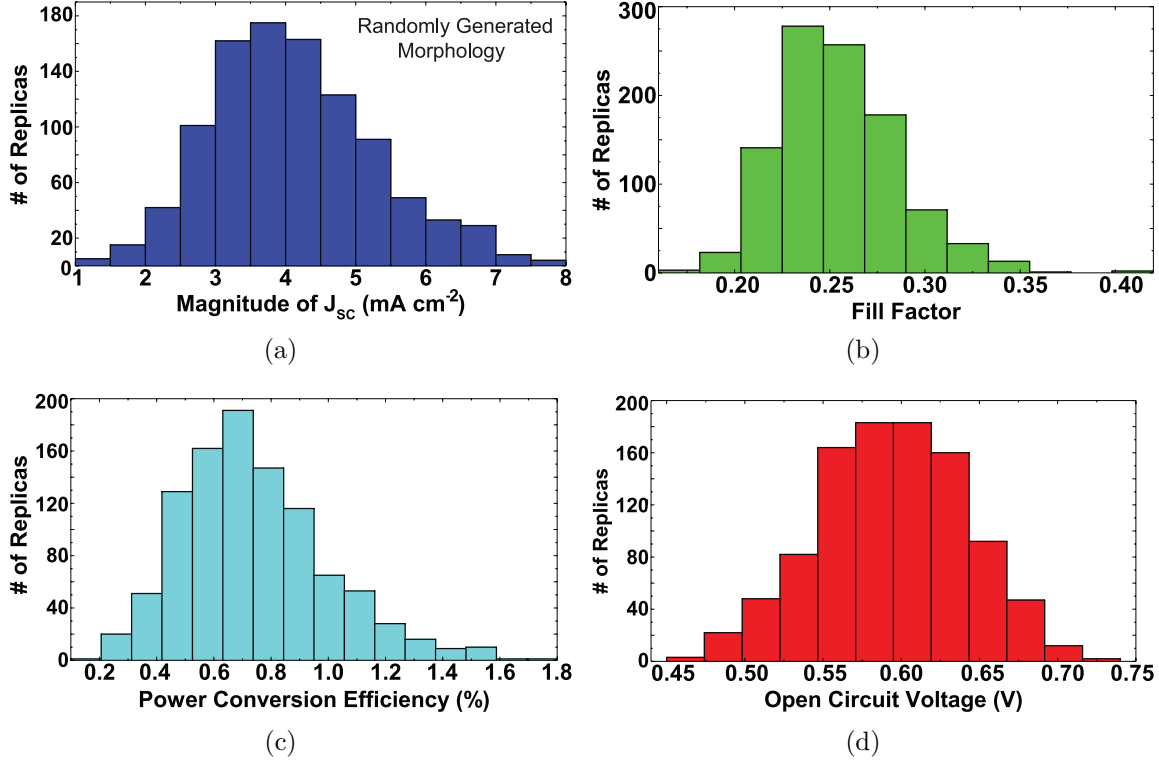 180
140
100
60
20
0
# of Replicas
Randomly Generated
Morphology
1 2 3 4 5 6 7 8
Magnitude of J_SC (mA cm⁻²)
(a)
300
200
100
0
# of Replicas
0.20 0.25 0.30 0.35 0.40
Fill Factor
(b)
200
160
120
80
40
0
# of Replicas
0.2 0.4 0.6 0.8 1.0 1.2 1.4 1.6 1.8
Power Conversion Efficiency (%)
(c)
200
160
120
80
40
0
# of Replicas
0.45 0.50 0.55 0.60 0.65 0.70 0.75
Open Circuit Voltage (V)
(d)